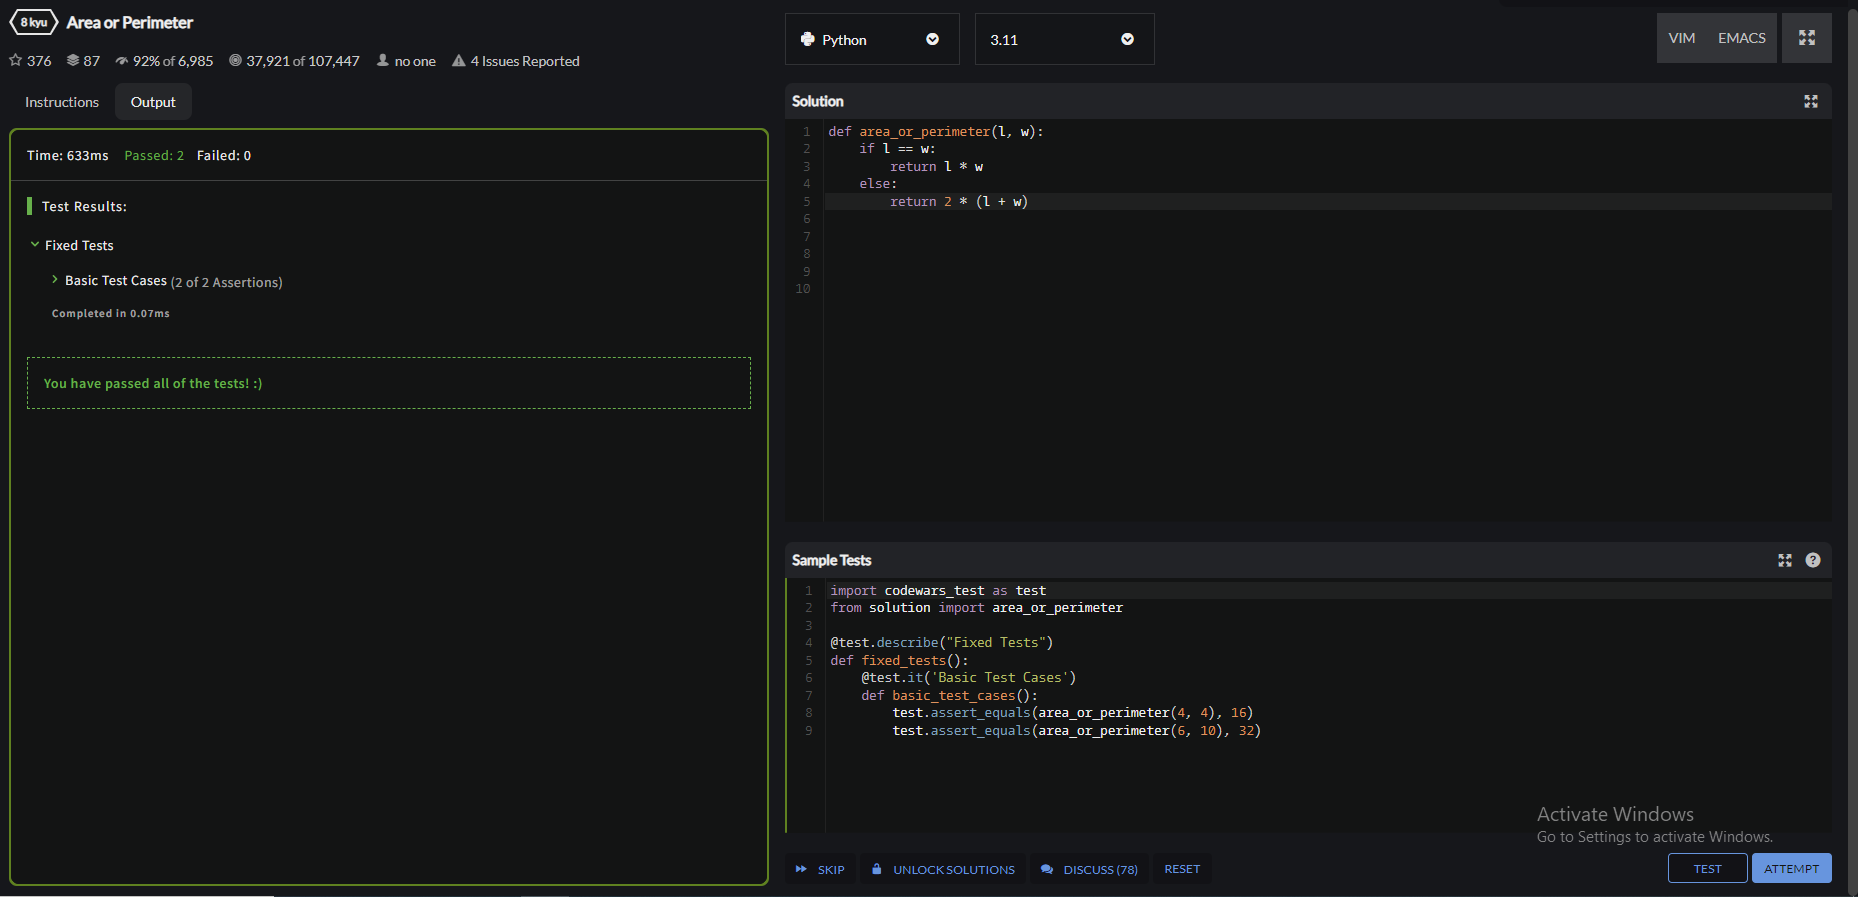 8 kyu Area or Perimeter
376 87 92% of 6,985 37,921 of 107,447 no one 4 Issues Reported
Instructions Output
Time: 633ms Passed: 2 Failed: 0
Test Results:
Fixed Tests
Basic Test Cases (2 of 2 Assertions)
Completed in 0.07ms
You have passed all of the tests! :)
Python 3.11 VIM EMACS
Solution
1 def area_or_perimeter(l, w):
2     if l == w:
3         return l * w
4     else:
5         return 2 * (l + w)
6
7
8
9
10
Sample Tests ?
1 import codewars_test as test
2 from solution import area_or_perimeter
3
4 @test.describe("Fixed Tests")
5 def fixed_tests():
6     @test.it('Basic Test Cases')
7     def basic_test_cases():
8         test.assert_equals(area_or_perimeter(4, 4), 16)
9         test.assert_equals(area_or_perimeter(6, 10), 32)
Activate Windows
Go to Settings to activate Windows.
SKIP UNLOCK SOLUTIONS DISCUSS (78) RESET TEST ATTEMPT